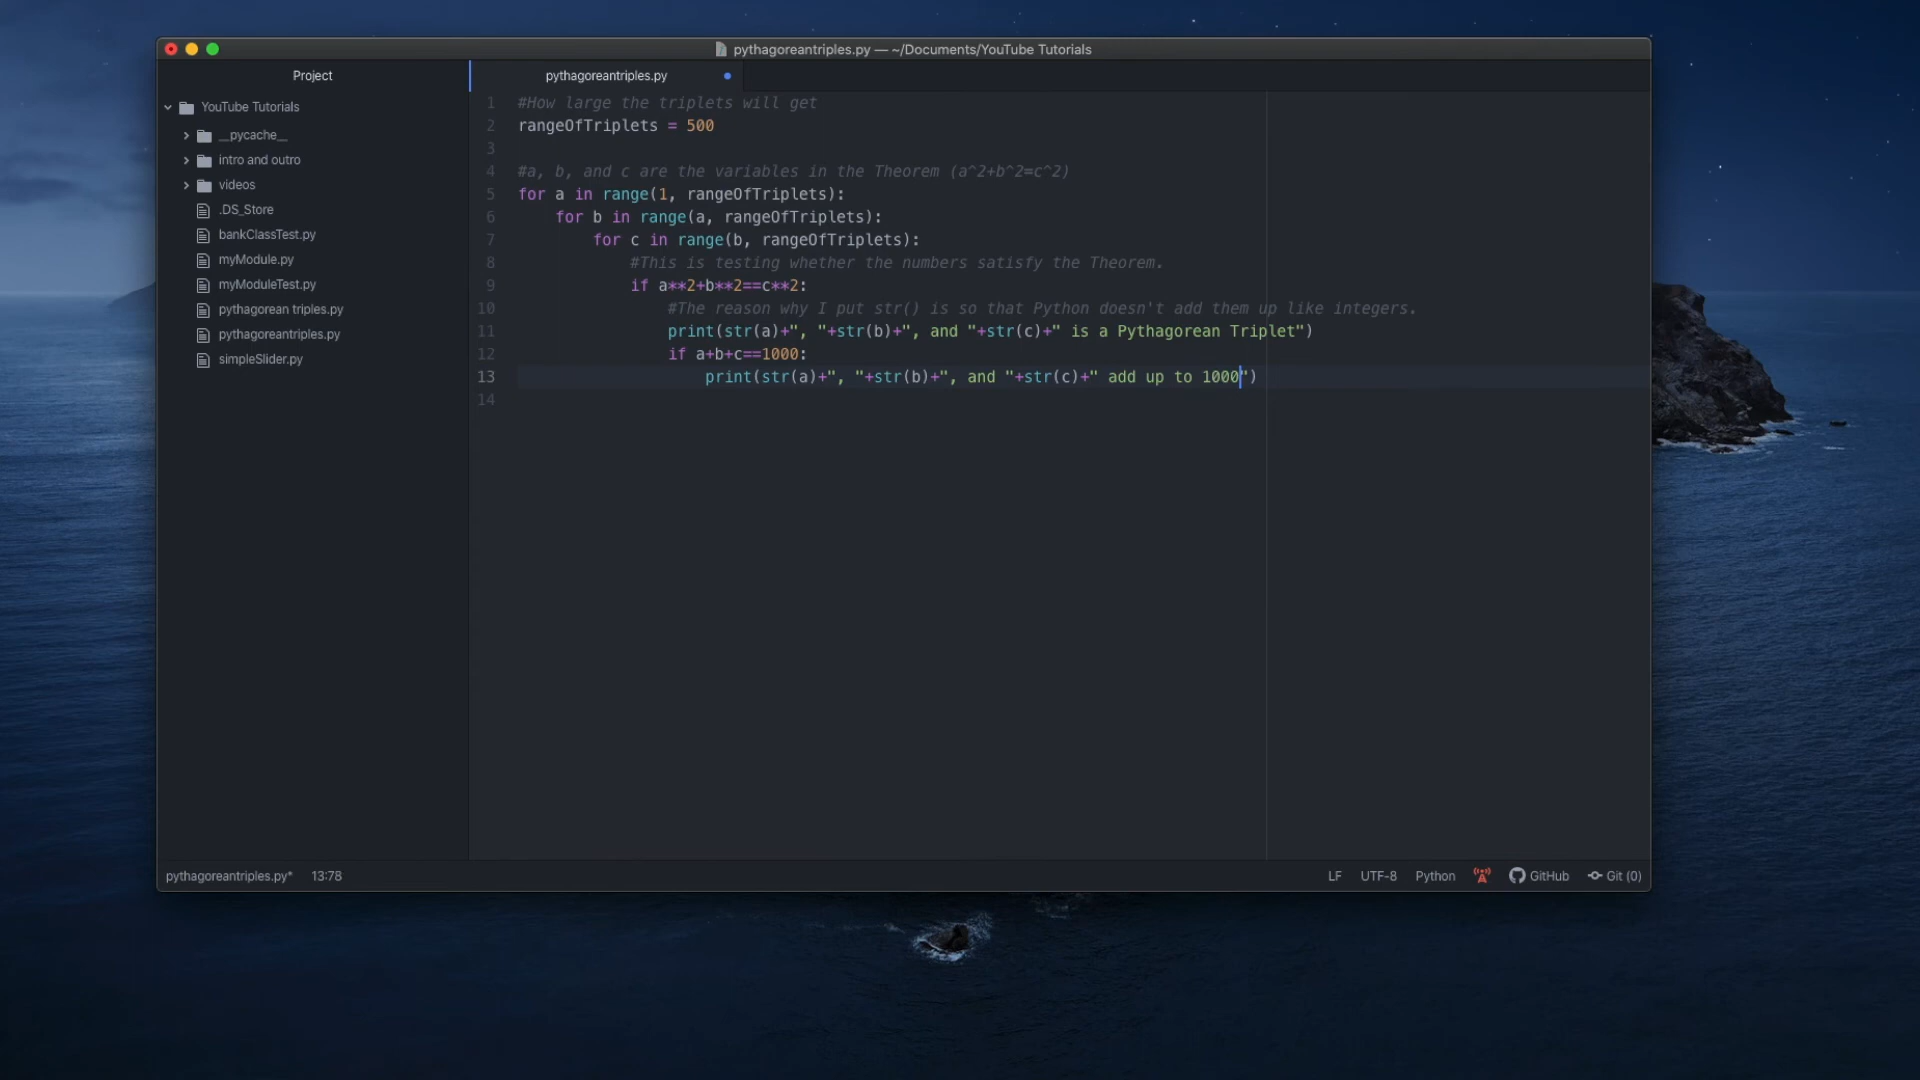 pythagoreantriples.py — ~/Documents/YouTube Tutorials
Project
YouTube Tutorials
__pycache__
intro and outro
videos
.DS_Store
bankClassTest.py
myModule.py
myModuleTest.py
pythagorean triples.py
pythagoreantriples.py
simpleSlider.py
pythagoreantriples.py
1 #How large the triplets will get
2 rangeOfTriplets = 500
3
4 #a, b, and c are the variables in the Theorem (a^2+b^2=c^2)
5 for a in range(1, rangeOfTriplets):
6     for b in range(a, rangeOfTriplets):
7         for c in range(b, rangeOfTriplets):
8             #This is testing whether the numbers satisfy the Theorem.
9             if a**2+b**2==c**2:
10                 #The reason why I put str() is so that Python doesn't add them up like integers.
11                 print(str(a)+", "+str(b)+", and "+str(c)+" is a Pythagorean Triplet")
12                 if a+b+c==1000:
13                     print(str(a)+", "+str(b)+", and "+str(c)+" add up to 1000")
14
pythagoreantriples.py* 13:78
LF UTF-8 Python GitHub Git (0)